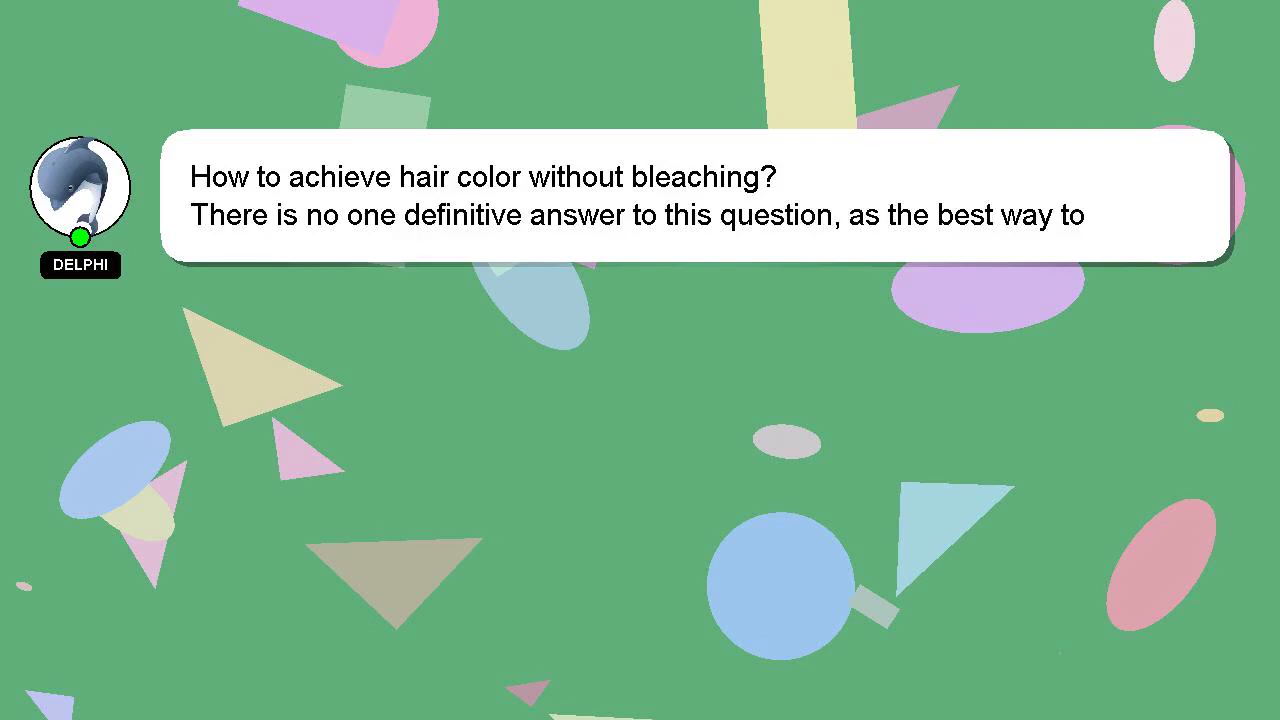 How to achieve hair color without bleaching?
There is no one definitive answer to this question, as the best way to
DELPHI